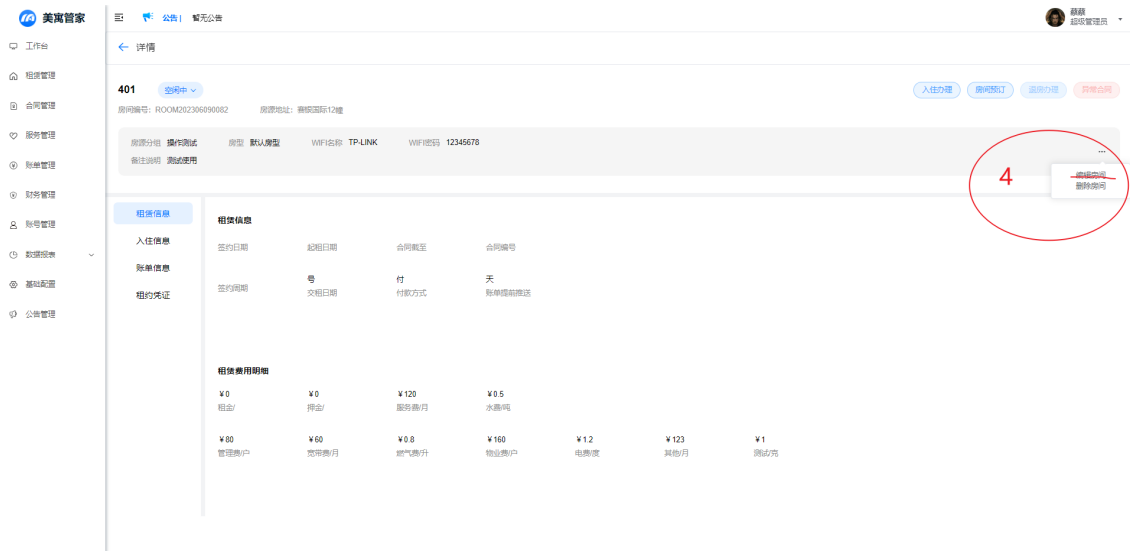 美寓管家
公告 | 暂无公告
蔡蔡
超级管理员
工作台
租赁管理
合同管理
服务管理
账单管理
财务管理
账号管理
数据报表
基础配置
公告管理
详情
401 空闲中
入住办理 房间预订 退房办理 异常合同
房间编号: ROOM202306090082 房源地址: 赛银国际12幢
房源分组 操作测试 房型 默认房型 WIFI名称 TP-LINK WIFI密码 12345678
备注说明 测试使用
...
4
编辑房间
删除房间
租赁信息
入住信息
账单信息
租约凭证
租赁信息
签约日期 起租日期 合同截至 合同编号
号 付 天
签约周期 交租日期 付款方式 账单提前推送
租赁费用明细
¥0 ¥0 ¥120 ¥0.5
租金/ 押金/ 服务费/月 水费/吨
¥80 ¥60 ¥0.8 ¥160 ¥1.2 ¥123 ¥1
管理费/户 宽带费/月 燃气费/升 物业费/户 电费/度 其他/月 测试/完